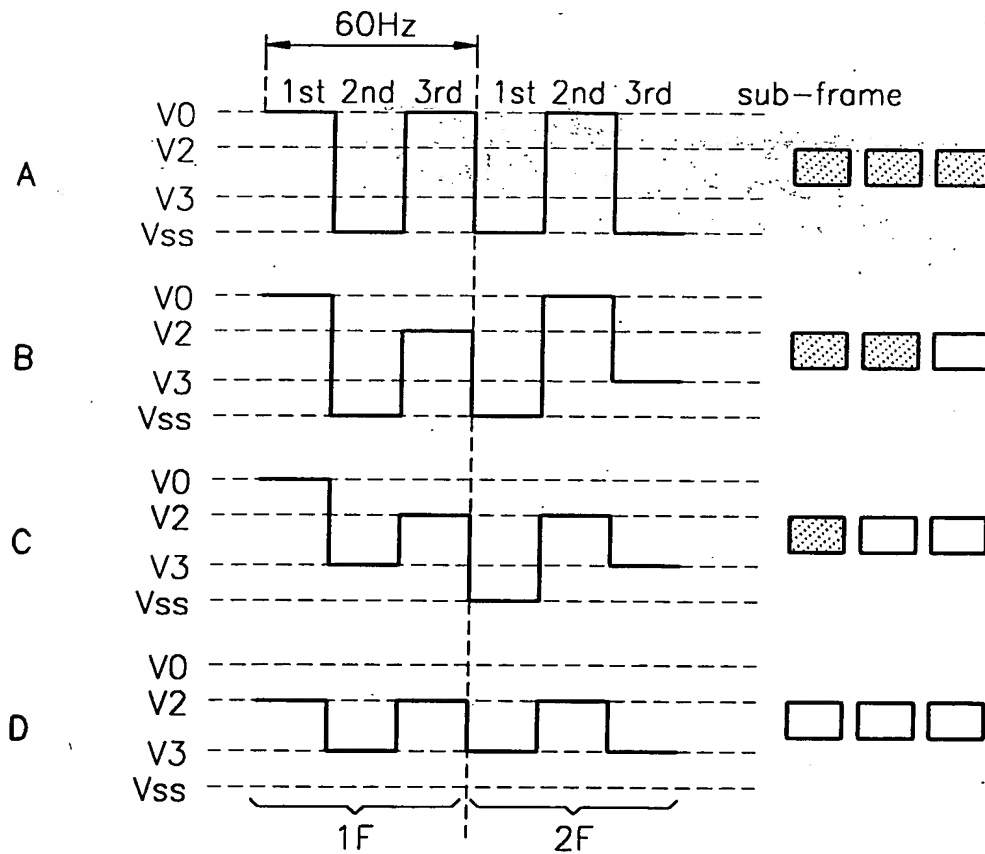 60Hz
1st 2nd 3rd 1st 2nd 3rd sub-frame
V0
V2
A
V3
Vss
V0
V2
B
V3
Vss
V0
V2
C
V3
Vss
V0
V2
D
V3
Vss
1F 2F